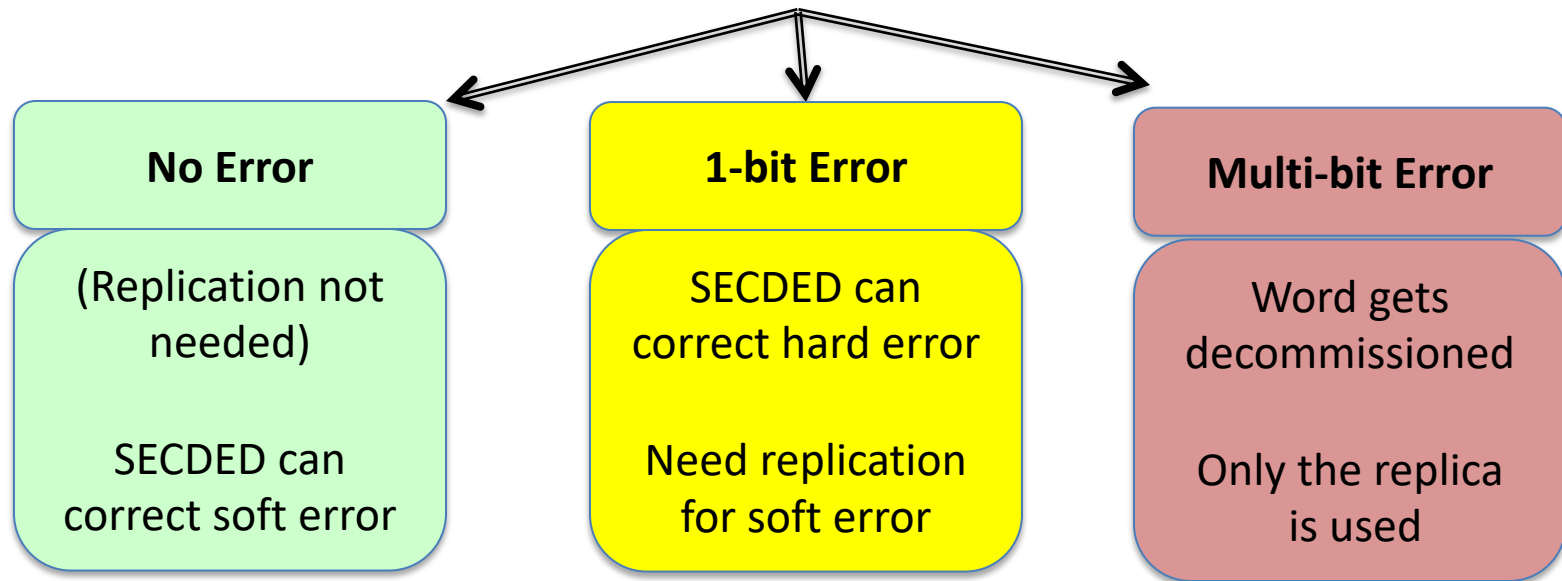 No Error
(Replication not
needed)
SECDED can
correct soft error
1-bit Error
SECDED can
correct hard error
Need replication
for soft error
Multi-bit Error
Word gets
decommissioned
Only the replica
is used